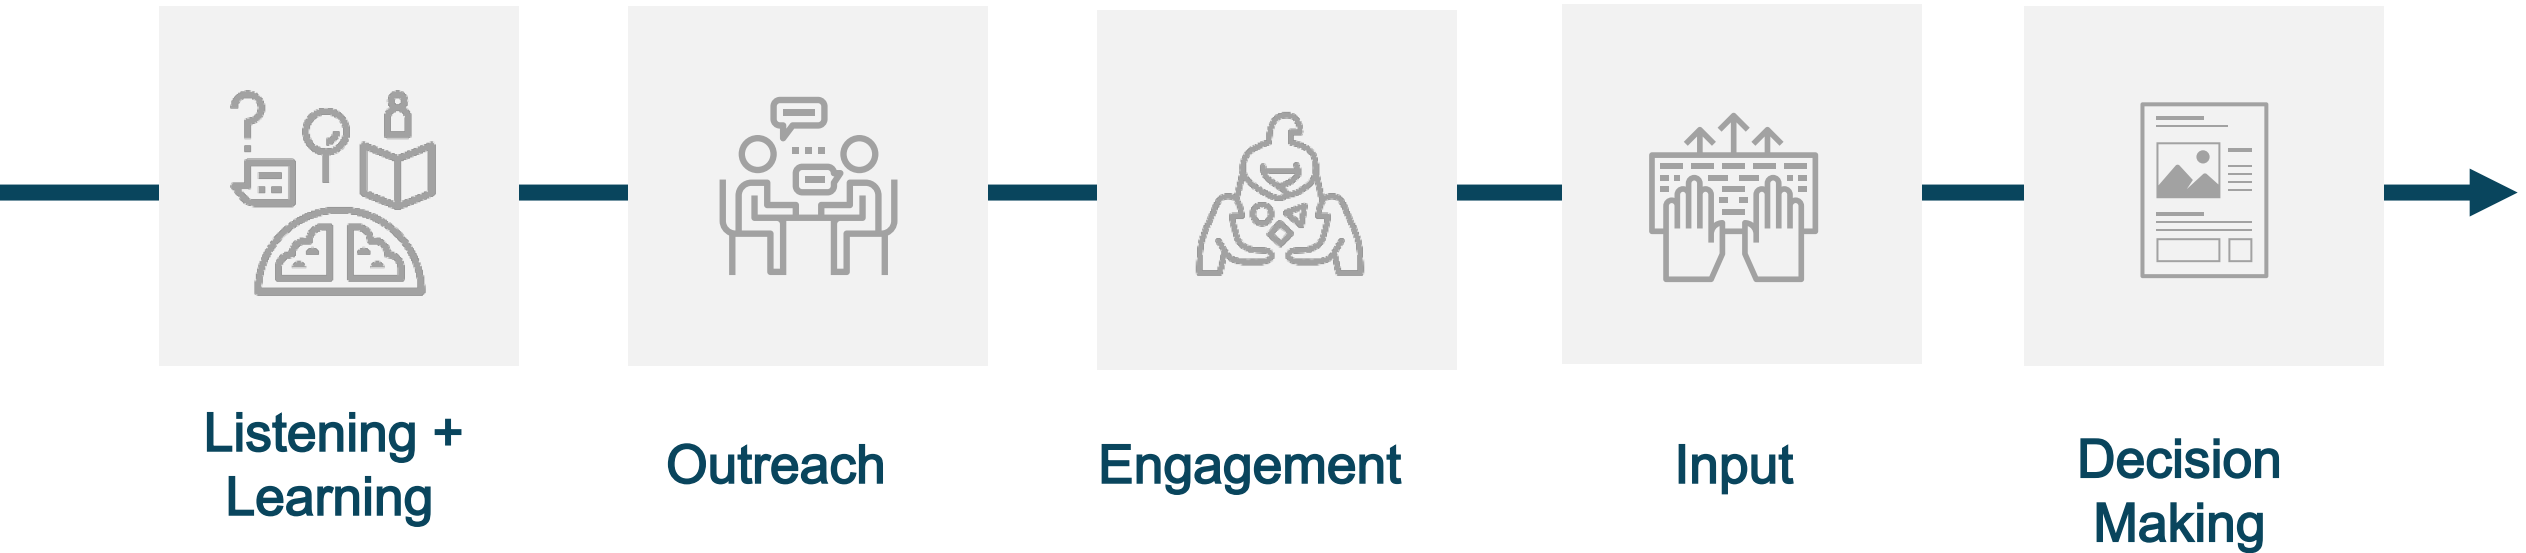 Listening +
Learning
Outreach
Engagement
Input
Decision
Making